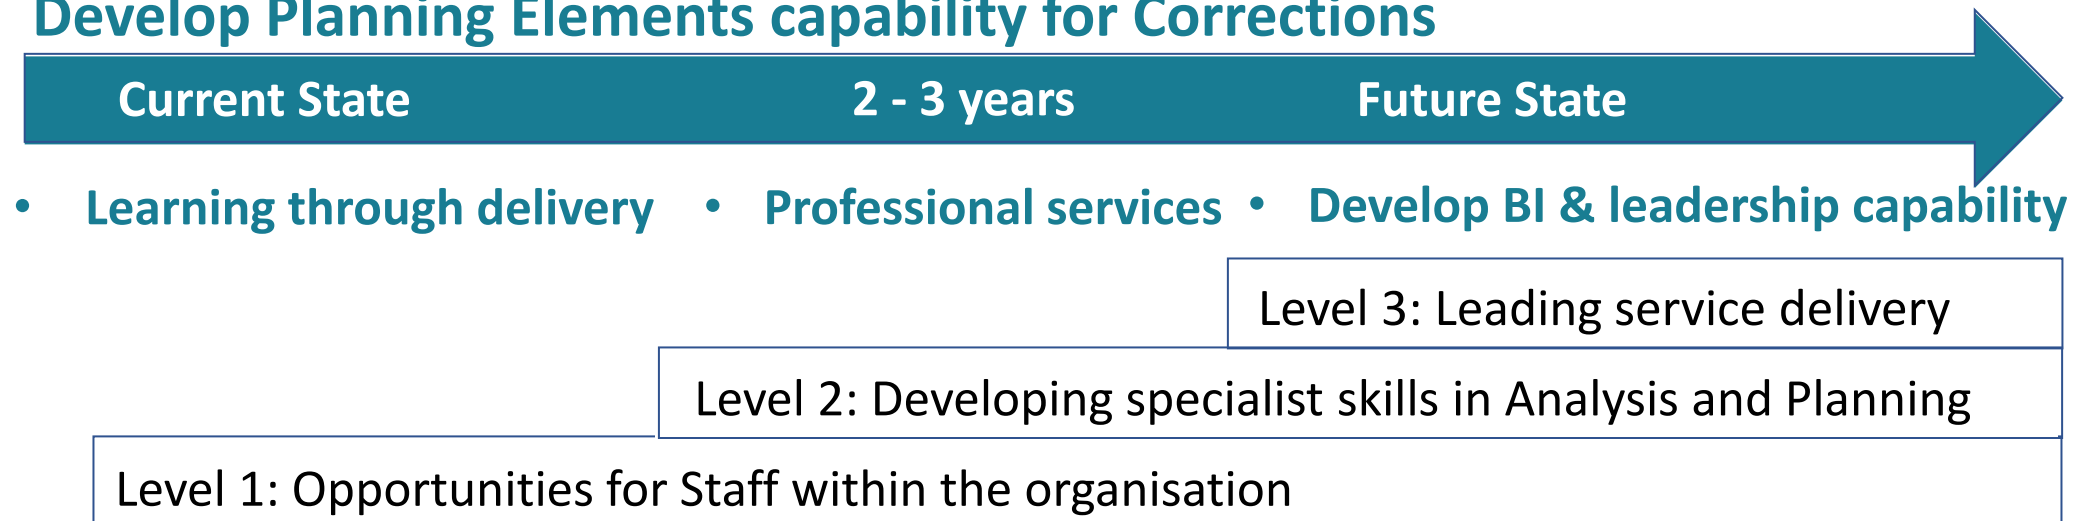 Develop Planning Elements capability for Corrections
Current State 2 - 3 years Future State
• Learning through delivery • Professional services • Develop BI & leadership capability
Level 3: Leading service delivery
Level 2: Developing specialist skills in Analysis and Planning
Level 1: Opportunities for Staff within the organisation